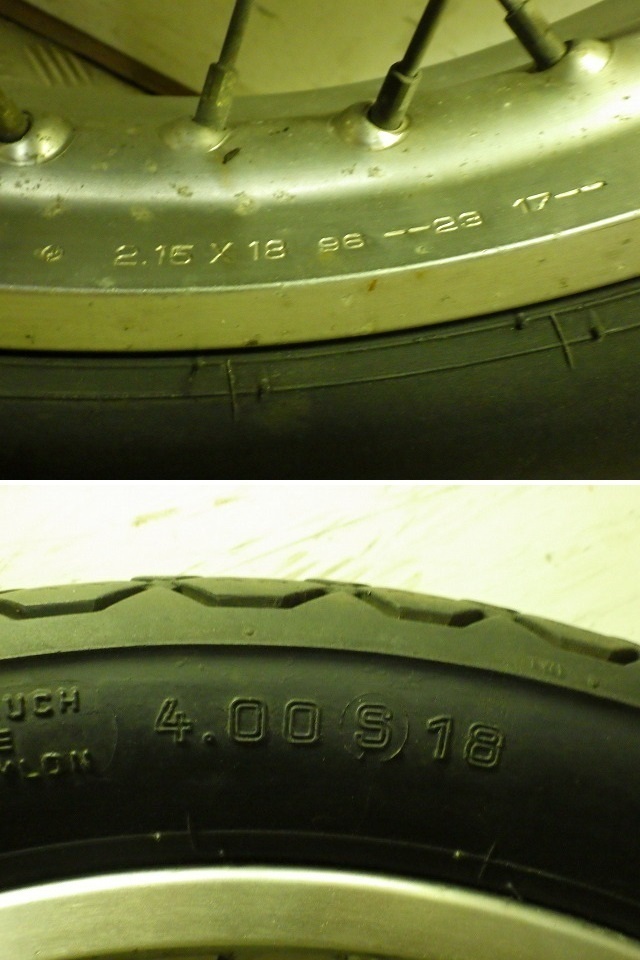 2.15 X 18 96 --23 17--
UCH
E
YLON
4.00 S 18